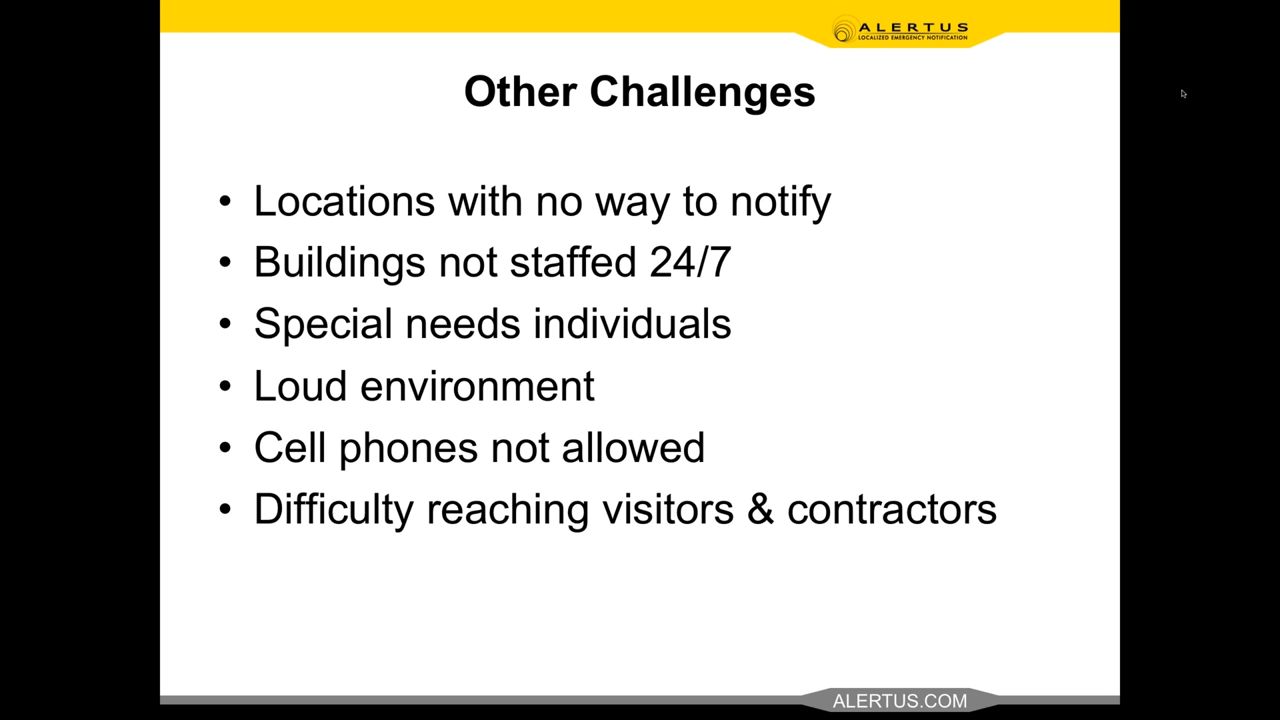 ALERTUS
LOCALIZED EMERGENCY NOTIFICATION
Other Challenges
• Locations with no way to notify
• Buildings not staffed 24/7
• Special needs individuals
• Loud environment
• Cell phones not allowed
• Difficulty reaching visitors & contractors
ALERTUS.COM